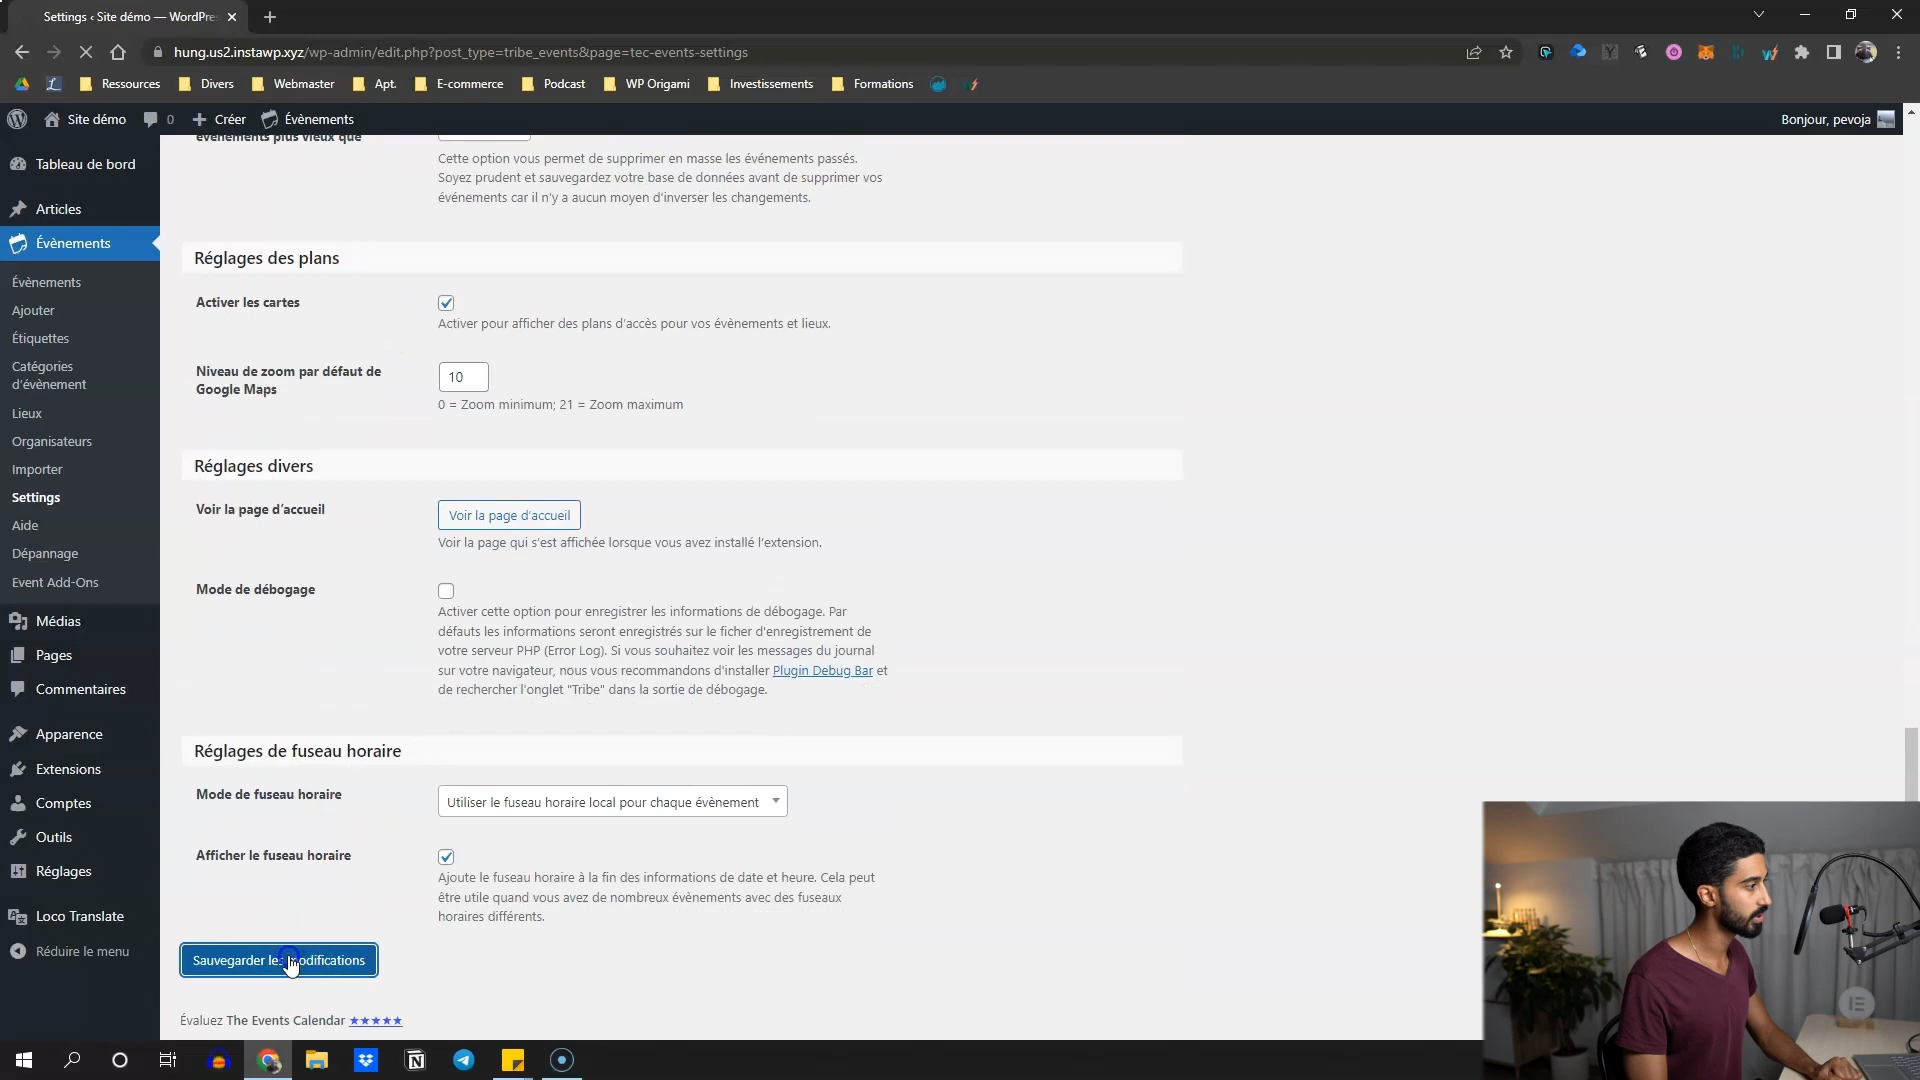 Settings ‹ Site démo — WordPre
hung.us2.instawp.xyz/wp-admin/edit.php?post_type=tribe_events&page=tec-events-settings
Ressources
Divers
Webmaster
Apt.
E-commerce
Podcast
WP Origami
Investissements
Formations
Site démo
0
Créer
Évènements
Bonjour, pevoja
Tableau de bord
Articles
Évènements
Évènements
Ajouter
Étiquettes
Catégories
d'évènement
Lieux
Organisateurs
Importer
Settings
Aide
Dépannage
Event Add-Ons
Médias
Pages
Commentaires
Apparence
Extensions
Comptes
Outils
Réglages
Loco Translate
Réduire le menu
évènements plus vieux que
Cette option vous permet de supprimer en masse les événements passés.
Soyez prudent et sauvegardez votre base de données avant de supprimer vos
événements car il n'y a aucun moyen d'inverser les changements.
Réglages des plans
Activer les cartes
Activer pour afficher des plans d'accès pour vos évènements et lieux.
Niveau de zoom par défaut de
Google Maps
10
0 = Zoom minimum; 21 = Zoom maximum
Réglages divers
Voir la page d'accueil
Voir la page d'accueil
Voir la page qui s'est affichée lorsque vous avez installé l'extension.
Mode de débogage
Activer cette option pour enregistrer les informations de débogage. Par
défauts les informations seront enregistrés sur le ficher d'enregistrement de
votre serveur PHP (Error Log). Si vous souhaitez voir les messages du journal
sur votre navigateur, nous vous recommandons d'installer Plugin Debug Bar et
de rechercher l'onglet "Tribe" dans la sortie de débogage.
Réglages de fuseau horaire
Mode de fuseau horaire
Utiliser le fuseau horaire local pour chaque évènement
Afficher le fuseau horaire
Ajoute le fuseau horaire à la fin des informations de date et heure. Cela peut
être utile quand vous avez de nombreux évènements avec des fuseaux
horaires différents.
Sauvegarder les modifications
Évaluez The Events Calendar ★★★★★